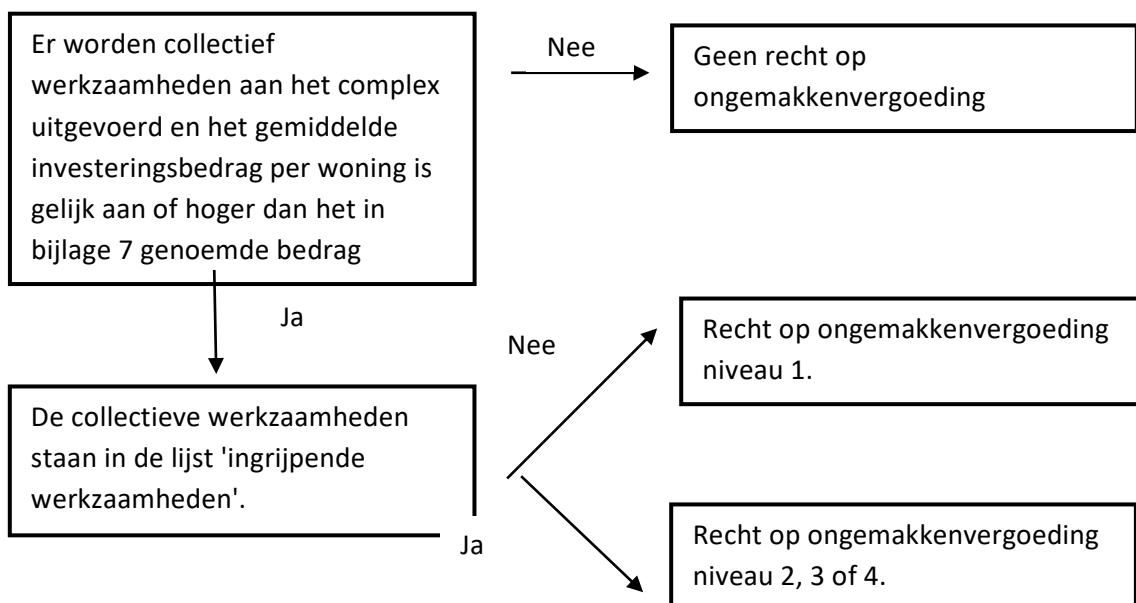 Er worden collectief
werkzaamheden aan het complex
uitgevoerd en het gemiddelde
investeringsbedrag per woning is
gelijk aan of hoger dan het in
bijlage 7 genoemde bedrag
Nee
Geen recht op
ongemakkenvergoeding
Ja
Nee
Recht op ongemakkenvergoeding
niveau 1.
De collectieve werkzaamheden
staan in de lijst 'ingrijpende
werkzaamheden'.
Ja
Recht op ongemakkenvergoeding
niveau 2, 3 of 4.